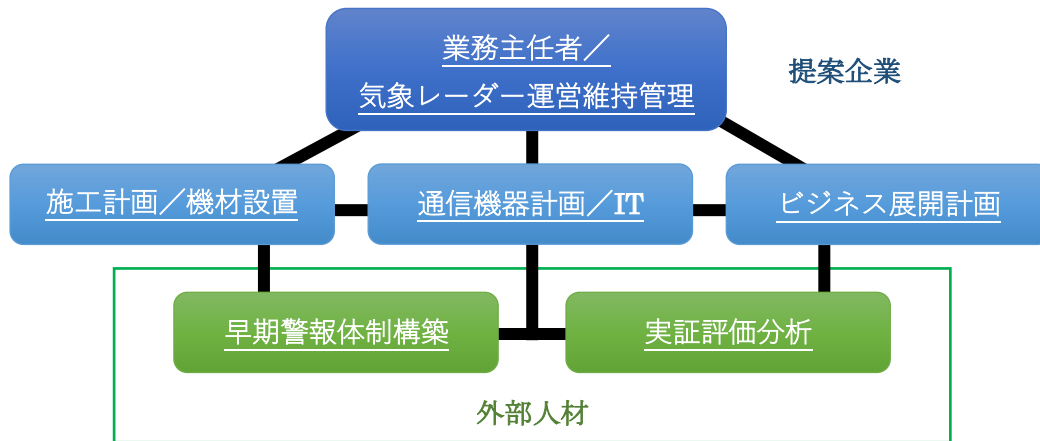 業務主任者／
気象レーダー運営維持管理
提案企業
施工計画／機材設置
通信機器計画／IT
ビジネス展開計画
早期警報体制構築
実証評価分析
外部人材